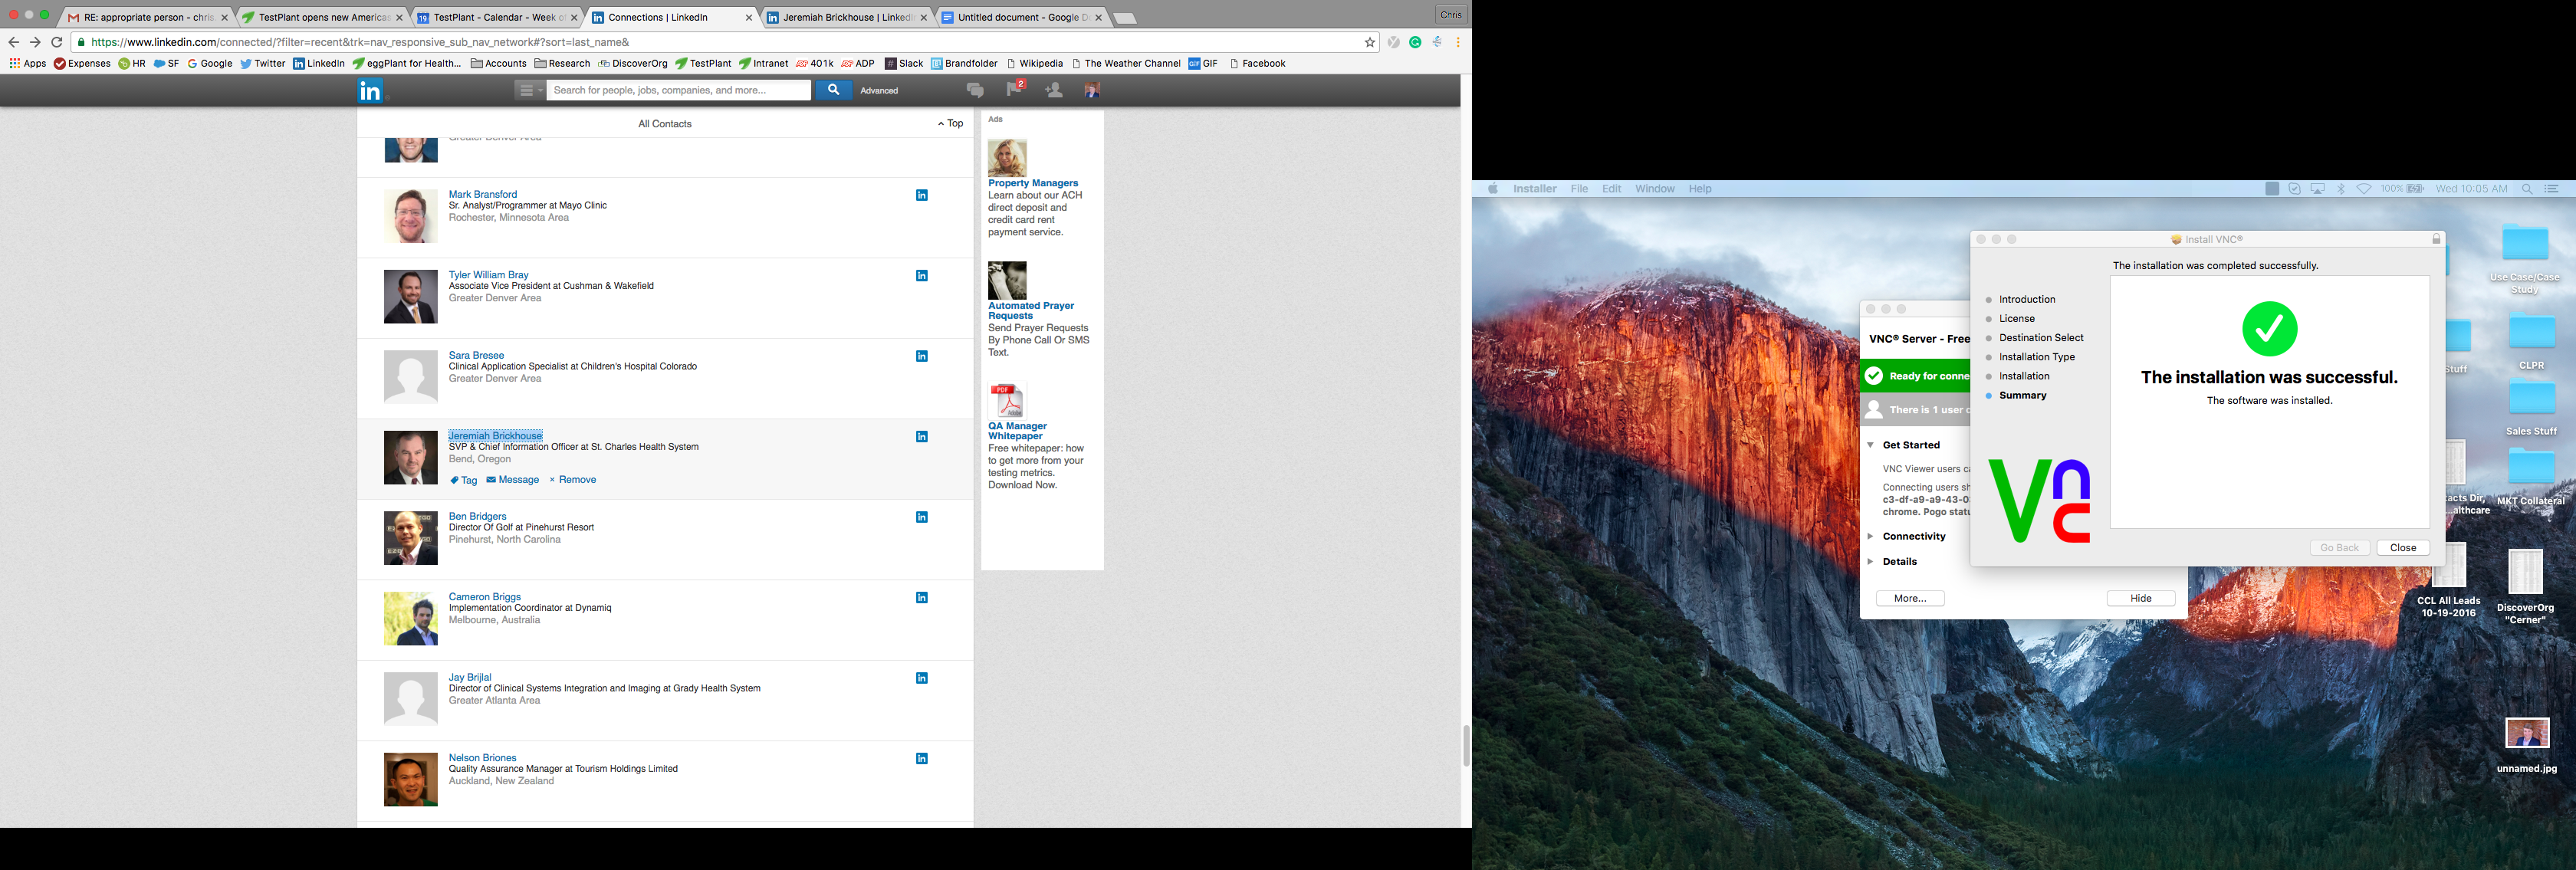 RE: appropriate person - chris.
TestPlant opens new Americas
TestPlant - Calendar - Week of
Connections | LinkedIn
Jeremiah Brickhouse | LinkedIn
Untitled document - Google Do
Chris
https://www.linkedin.com/connected/?filter=recent&trk=nav_responsive_sub_nav_network#?sort=last_name&
Apps Expenses HR SF Google Twitter LinkedIn eggPlant for Health... Accounts Research DiscoverOrg TestPlant Intranet 401k ADP Slack Brandfolder Wikipedia The Weather Channel GIF Facebook
in
Search for people, jobs, companies, and more...
Advanced
2
All Contacts
Top
Greater Denver Area
Mark Bransford
Sr. Analyst/Programmer at Mayo Clinic
Rochester, Minnesota Area
Tyler William Bray
Associate Vice President at Cushman & Wakefield
Greater Denver Area
Sara Bresee
Clinical Application Specialist at Children's Hospital Colorado
Greater Denver Area
Jeremiah Brickhouse
SVP & Chief Information Officer at St. Charles Health System
Bend, Oregon
Tag Message × Remove
Ben Bridgers
Director Of Golf at Pinehurst Resort
Pinehurst, North Carolina
Cameron Briggs
Implementation Coordinator at Dynamiq
Melbourne, Australia
Jay Brijlal
Director of Clinical Systems Integration and Imaging at Grady Health System
Greater Atlanta Area
Nelson Briones
Quality Assurance Manager at Tourism Holdings Limited
Auckland, New Zealand
Ads
Property Managers
Learn about our ACH
direct deposit and
credit card rent
payment service.
Automated Prayer
Requests
Send Prayer Requests
By Phone Call Or SMS
Text.
PDF
Adobe
QA Manager
Whitepaper
Free whitepaper: how
to get more from your
testing metrics.
Download Now.
Installer File Edit Window Help
100% Wed 10:05 AM
Install VNC®
The installation was completed successfully.
Introduction
License
Destination Select
Installation Type
Installation
Summary
The installation was successful.
The software was installed.
Vnc
Go Back
Close
VNC® Server - Free
Ready for conne
There is 1 user c
Get Started
VNC Viewer users ca
Connecting users sh
c3-df-a9-a9-43-0
chrome. Pogo statu
Connectivity
Details
More...
Hide
Use Case/Case
Study
Stuff
CLPR
Sales Stuff
tacts Dir,
...althcare
MKT Collateral
CCL All Leads
10-19-2016
DiscoverOrg
"Cerner"
unnamed.jpg